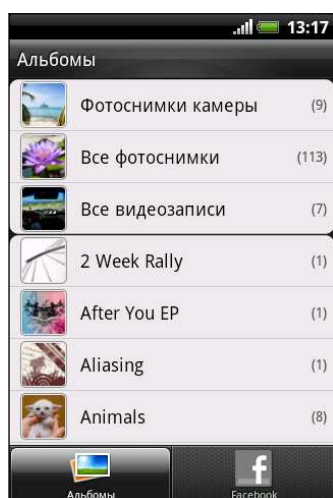 13:17
Альбомы
Фотоснимки камеры (9)
Все фотоснимки (113)
Все видеозаписи (7)
2 Week Rally (1)
After You EP (1)
Aliasing (1)
Animals (8)
Альбомы Facebook